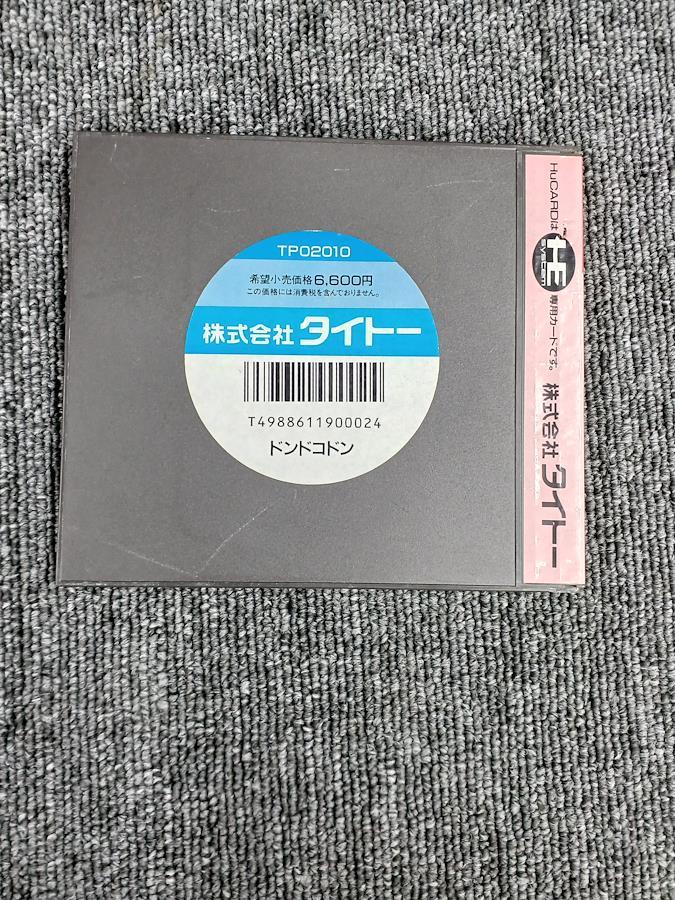 TP02010
希望小売価格6,600円
この価格には消費税を含んでおりません。
株式会社 タイトー
T4988611900024
ドンドコドン
HuCARDは HE SYSTEM 専用カードです。 株式会社 タイトー